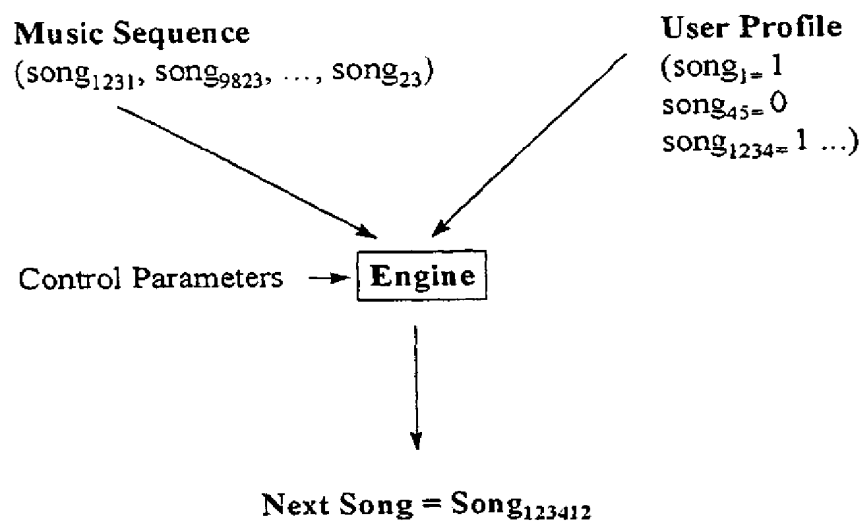 Music Sequence
(song1231, song9823, ..., song23)
User Profile
(song1= 1
song45= 0
song1234= 1 ...)
Control Parameters
Engine
Next Song = Song123412